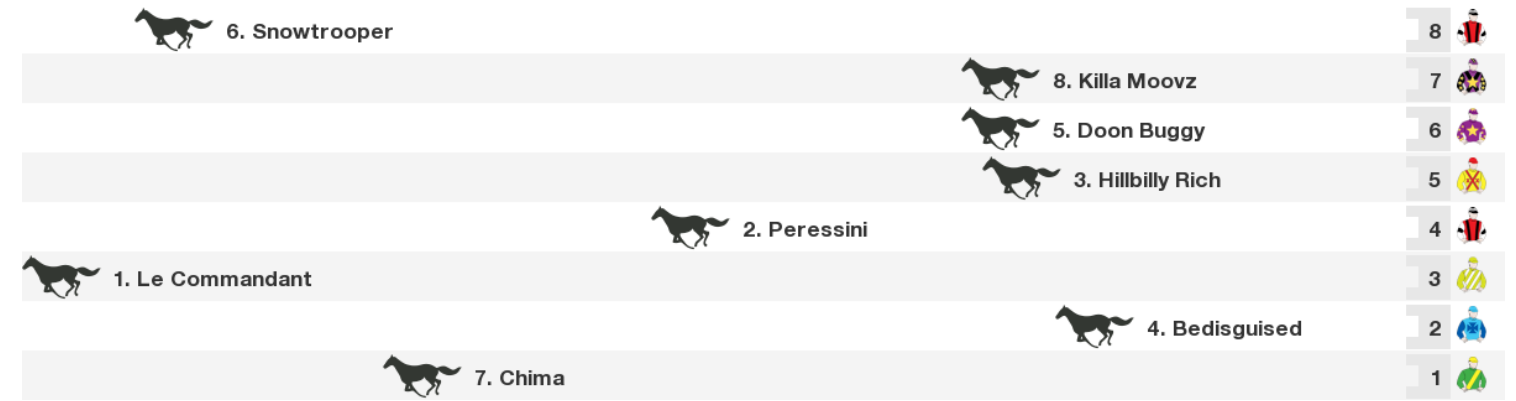 6. Snowtrooper 8
8. Killa Moovz 7
5. Doon Buggy 6
3. Hillbilly Rich 5
2. Peressini 4
1. Le Commandant 3
4. Bedisguised 2
7. Chima 1